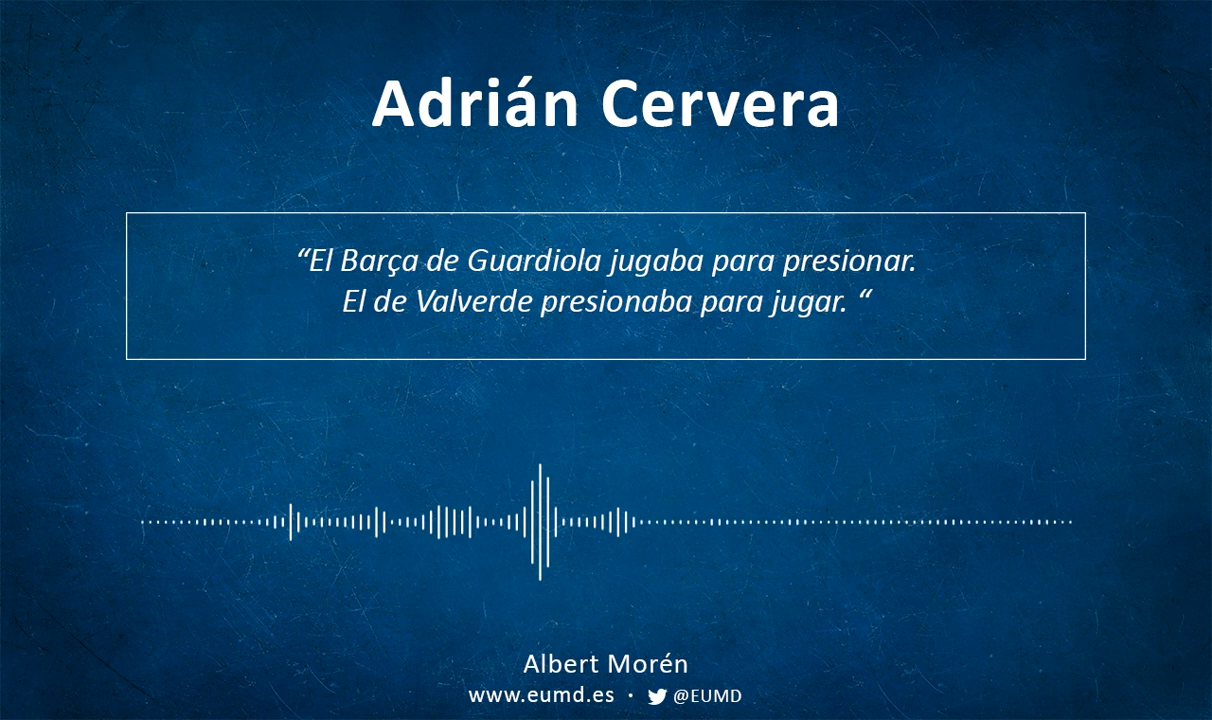 Adrián Cervera
“El Barça de Guardiola jugaba para presionar.
El de Valverde presionaba para jugar. “
Albert Morén
www.eumd.es · @EUMD